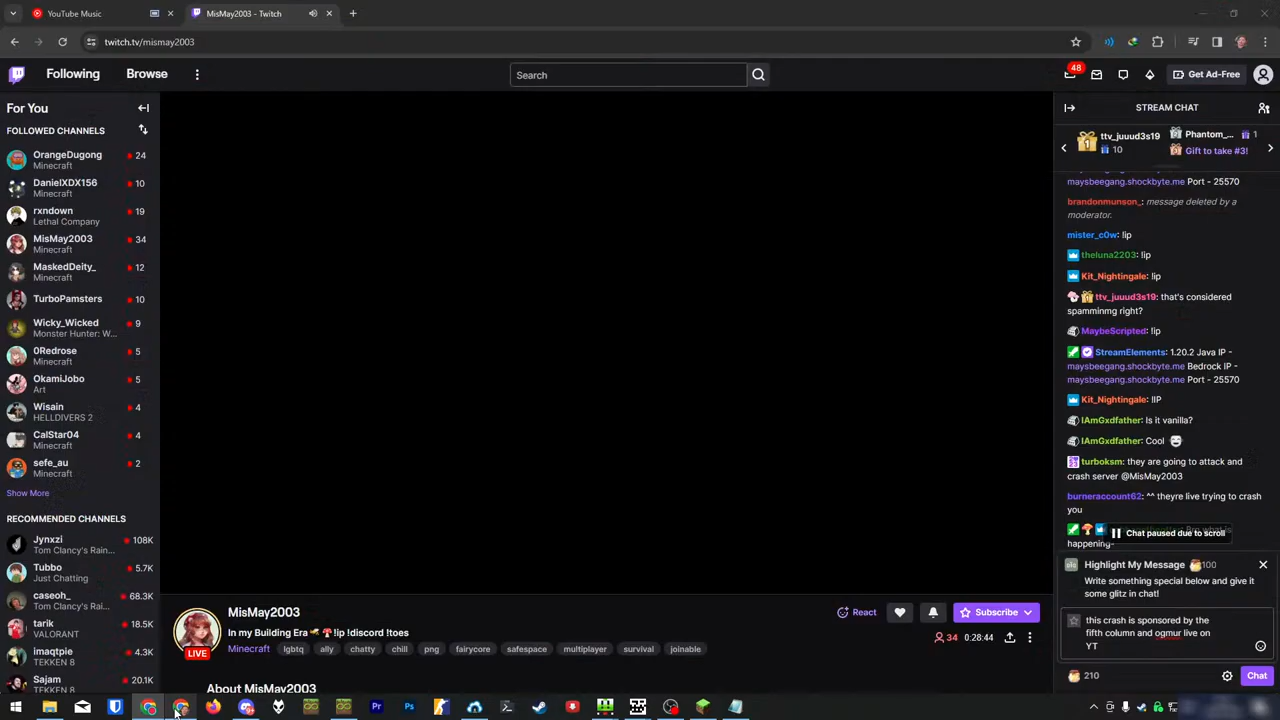 YouTube Music
MisMay2003 - Twitch
twitch.tv/mismay2003
Following
Browse
Search
48
Get Ad-Free
For You
FOLLOWED CHANNELS
OrangeDugong 24
Minecraft
DanielXDX156 10
Minecraft
rxndown 19
Lethal Company
MisMay2003 34
Minecraft
MaskedDeity_ 12
Minecraft
TurboPamsters 10
Wicky_Wicked 9
Monster Hunter: W...
0Redrose 5
Minecraft
OkamiJobo 5
Art
Wisain 4
HELLDIVERS 2
CalStar04 4
Minecraft
sefe_au 2
Minecraft
Show More
RECOMMENDED CHANNELS
Jynxzi 108K
Tom Clancy's Rain...
Tubbo 5.7K
Just Chatting
caseoh_ 68.3K
Tom Clancy's Rain...
tarik 18.5K
VALORANT
imaqtpie 4.3K
TEKKEN 8
Sajam 20.1K
TEKKEN 8
LIVE
MisMay2003
In my Building Era !ip !discord !toes
Minecraft lgbtq ally chatty chill png fairycore safespace multiplayer survival joinable
React
Subscribe
34 0:28:44
About MisMay2003
STREAM CHAT
1
ttv_juuud3s19
10
Phantom_... 1
Gift to take #3!
maysbeegang.shockbyte.me Port - 25570
brandonmunson_: message deleted by a
moderator.
mister_c0w: !ip
theluna2203: !ip
Kit_Nightingale: !ip
ttv_juuud3s19: that's considered
spamminmg right?
MaybeScripted: !ip
StreamElements: 1.20.2 Java IP -
maysbeegang.shockbyte.me Bedrock IP -
maysbeegang.shockbyte.me Port - 25570
Kit_Nightingale: !IP
IAmGxdfather: Is it vanilla?
IAmGxdfather: Cool
turboksm: they are going to attack and
crash server @MisMay2003
burneraccount62: ^^ theyre live trying to crash
you
Chat paused due to scroll
happening-
Highlight My Message 100
Write something special below and give it
some glitz in chat!
this crash is sponsored by the
fifth column and ogmur live on
YT
210
Chat